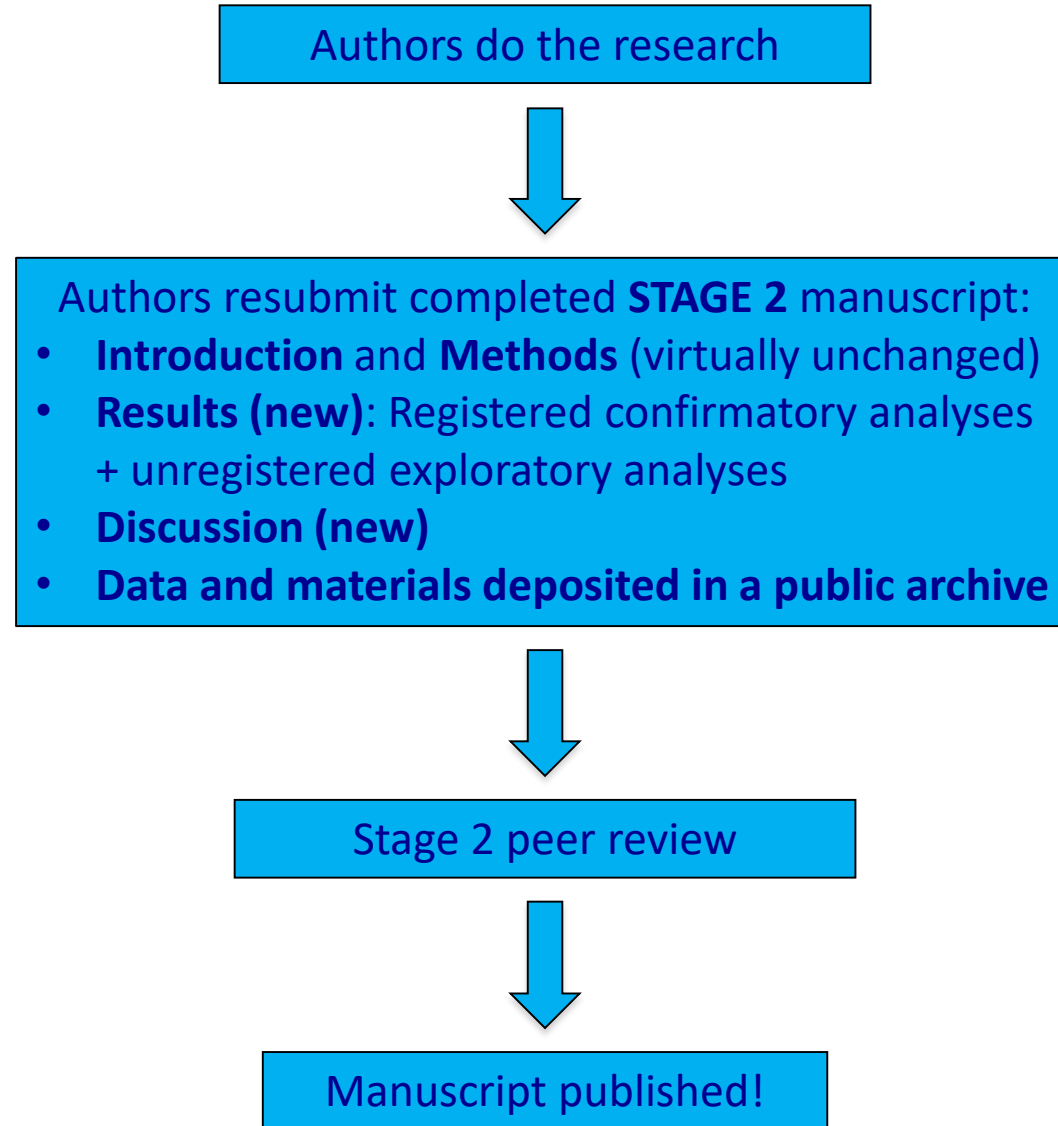 Authors do the research
Authors resubmit completed STAGE 2 manuscript:
• Introduction and Methods (virtually unchanged)
• Results (new): Registered confirmatory analyses
+ unregistered exploratory analyses
• Discussion (new)
• Data and materials deposited in a public archive
Stage 2 peer review
Manuscript published!